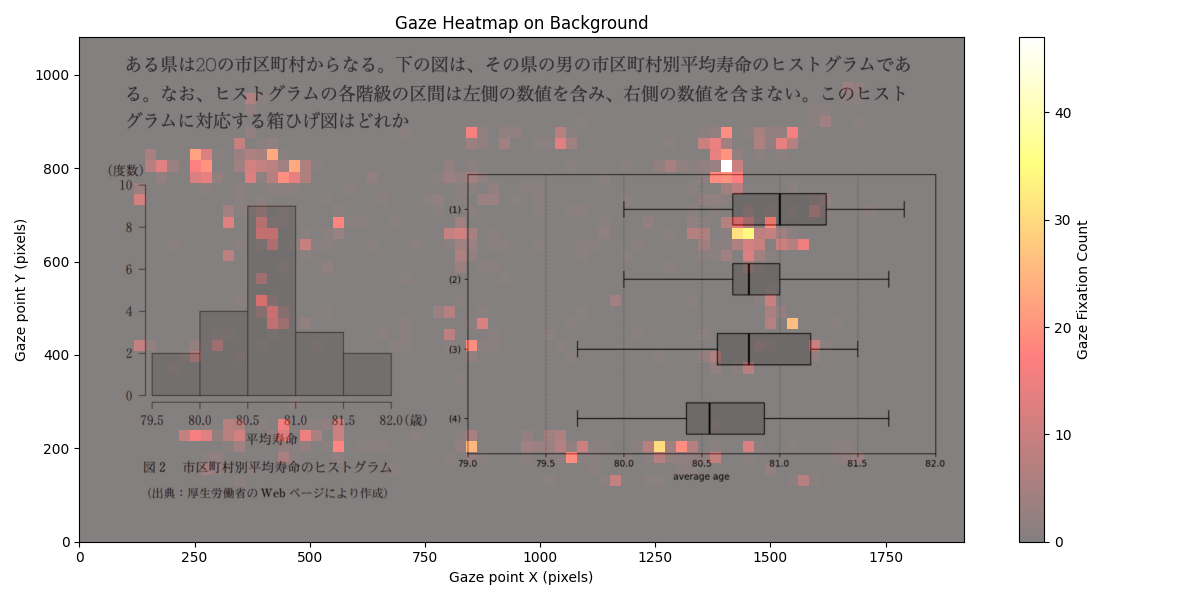 Gaze Heatmap on Background
ある県は20の市区町村からなる。下の図は、その県の男の市区町村別平均寿命のヒストグラムであ
る。なお、ヒストグラムの各階級の区間は左側の数値を含み、右側の数値を含まない。このヒスト
グラムに対応する箱ひげ図はどれか
(度数)
10
8
6
4
2
0
79.5 80.0 80.5 81.0 81.5 82.0(歳)
平均寿命
図2 市区町村別平均寿命のヒストグラム
(出典:厚生労働省の Web ページにより作成)
(1)
(2)
(3)
(4)
79.0 79.5 80.0 80.5 81.0 81.5 82.0
average age
Gaze point Y (pixels)
1000
800
600
400
200
0
0 250 500 750 1000 1250 1500 1750
Gaze point X (pixels)
40
30
20
10
0
Gaze Fixation Count